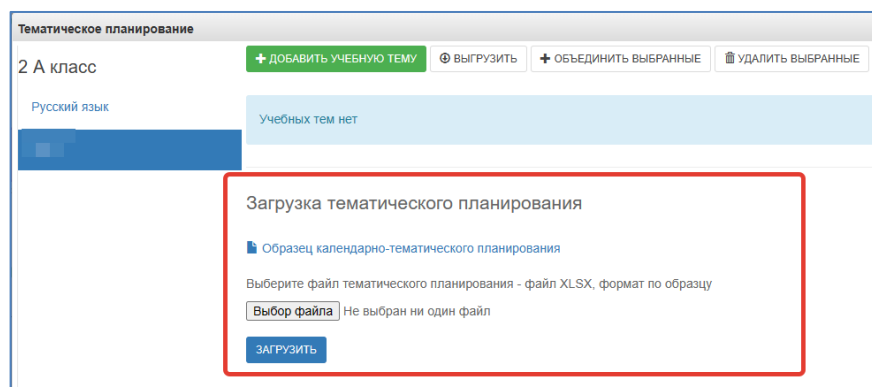 Тематическое планирование
2 А класс
ДОБАВИТЬ УЧЕБНУЮ ТЕМУ
ВЫГРУЗИТЬ
ОБЪЕДИНИТЬ ВЫБРАННЫЕ
УДАЛИТЬ ВЫБРАННЫЕ
Русский язык
Учебных тем нет
Загрузка тематического планирования
Образец календарно-тематического планирования
Выберите файл тематического планирования - файл XLSX, формат по образцу
Выбор файла Не выбран ни один файл
ЗАГРУЗИТЬ